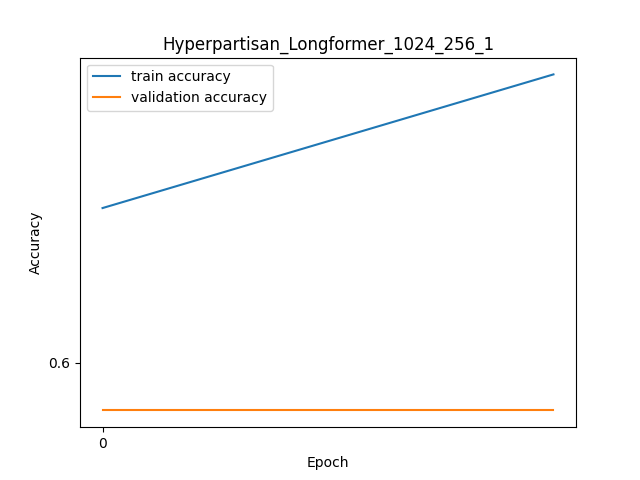 Hyperpartisan_Longformer_1024_256_1
train accuracy
validation accuracy
Accuracy
0.6
0
Epoch